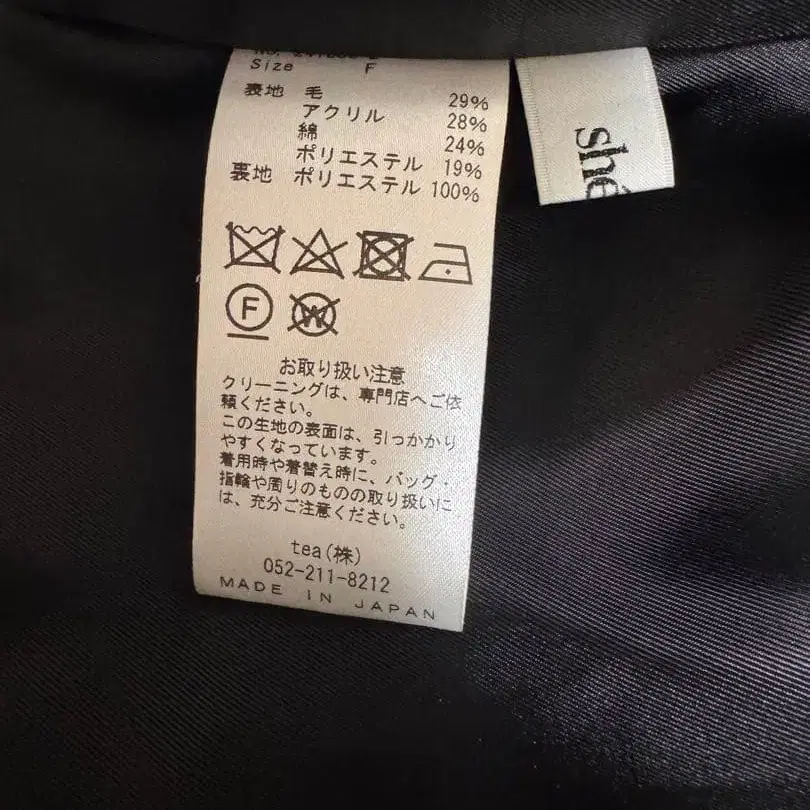 Size F
表地 毛 29%
アクリル 28%
綿 24%
ポリエステル 19%
裏地 ポリエステル 100%
F
W
お取り扱い注意
クリーニングは、専門店へご依
頼ください。
この生地の表面は、引っかかり
やすくなっています。
着用時や着替え時に、バッグ・
指輪や周りのものの取り扱いに
は、充分ご注意ください。
tea(株)
052-211-8212
MADE IN JAPAN